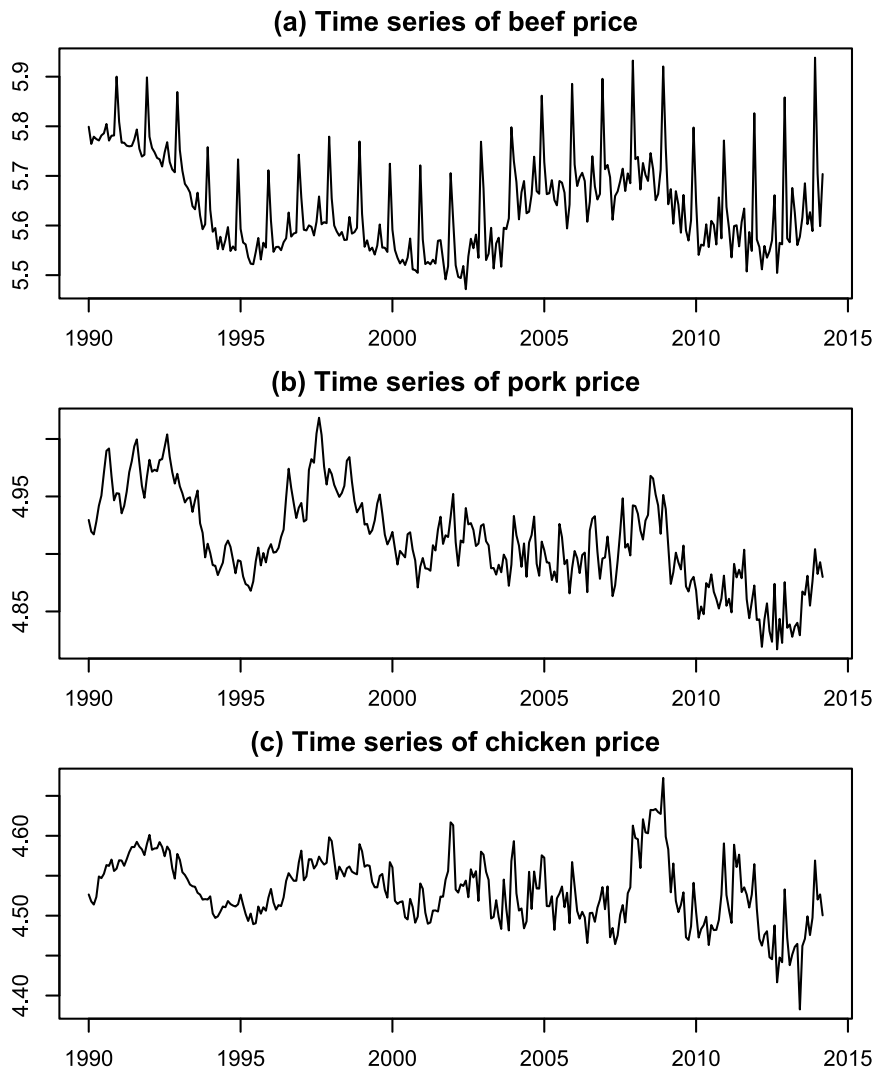 (a) Time series of beef price
5.9
5.8
5.7
5.6
5.5
1990 1995 2000 2005 2010 2015
(b) Time series of pork price
4.95
4.85
1990 1995 2000 2005 2010 2015
(c) Time series of chicken price
4.60
4.50
4.40
1990 1995 2000 2005 2010 2015